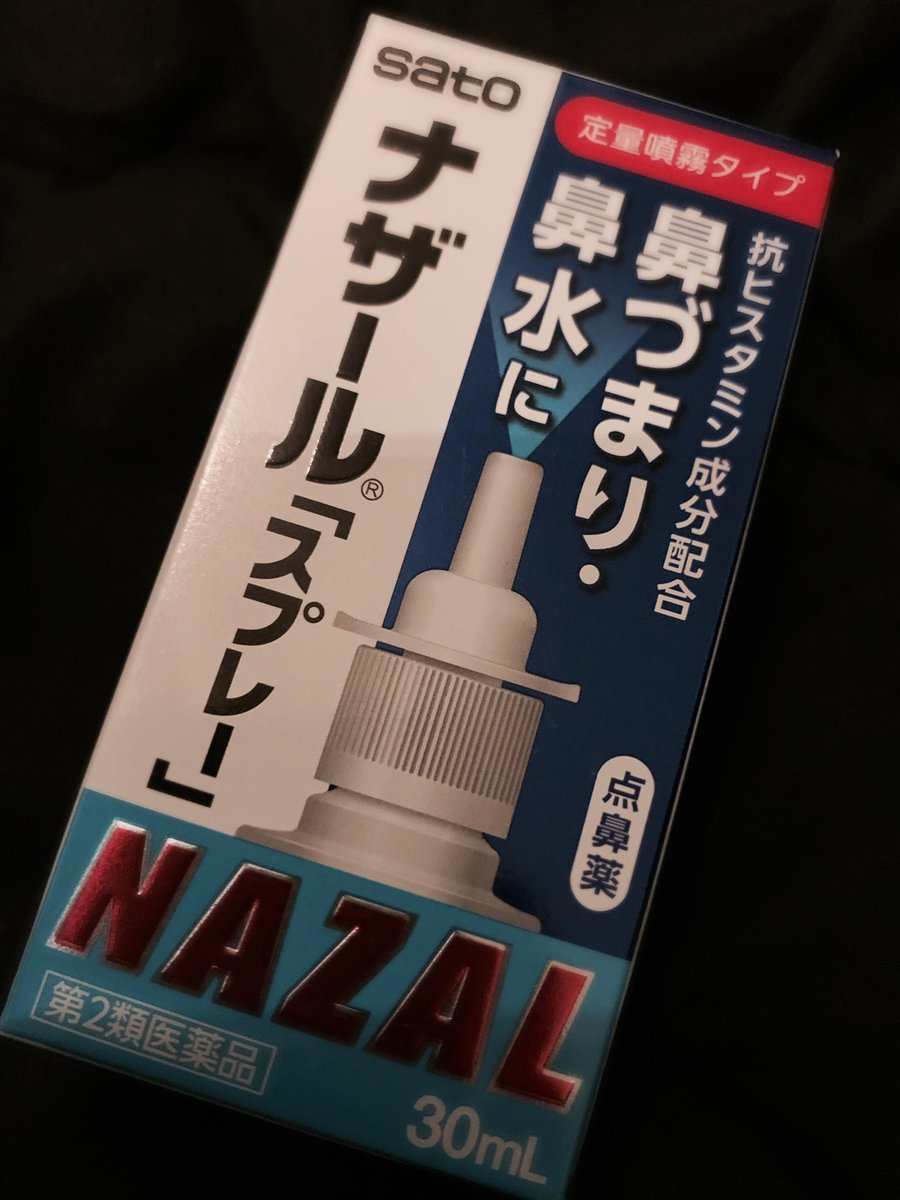 sato
定量噴霧タイプ
抗ヒスタミン成分配合
鼻づまり・
鼻水に
ナザール®「スプレー」
点鼻薬
NAZAL
第2類医薬品
30mL